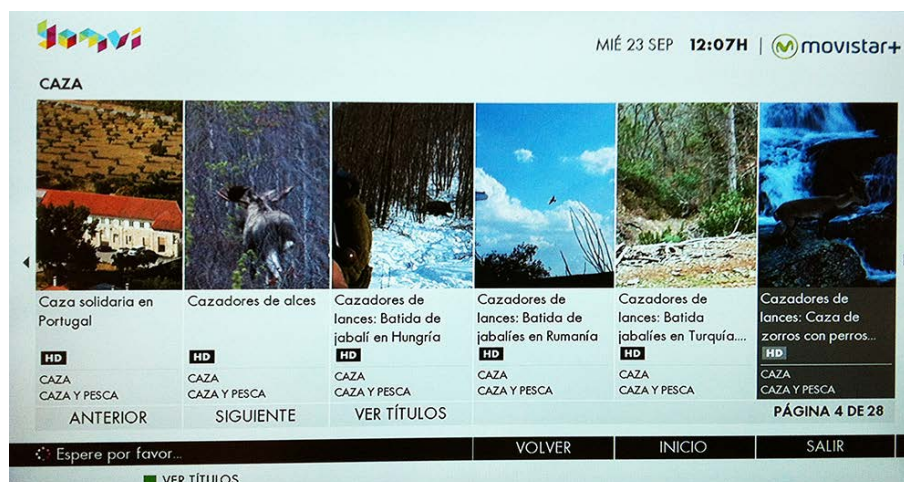 yomvi
MIÉ 23 SEP 12:07H | movistar+
CAZA
Caza solidaria en
Portugal
HD
CAZA
CAZA Y PESCA
Cazadores de alces
HD
CAZA
CAZA Y PESCA
Cazadores de
lances: Batida de
jabalí en Hungría
HD
CAZA
CAZA Y PESCA
Cazadores de
lances: Batida de
jabalíes en Rumanía
HD
CAZA
CAZA Y PESCA
Cazadores de
lances: Batida
jabalíes en Turquía....
HD
CAZA
CAZA Y PESCA
Cazadores de
lances: Caza de
zorros con perros...
HD
CAZA
CAZA Y PESCA
ANTERIOR SIGUIENTE VER TÍTULOS PÁGINA 4 DE 28
Espere por favor... VOLVER INICIO SALIR
VER TÍTULOS